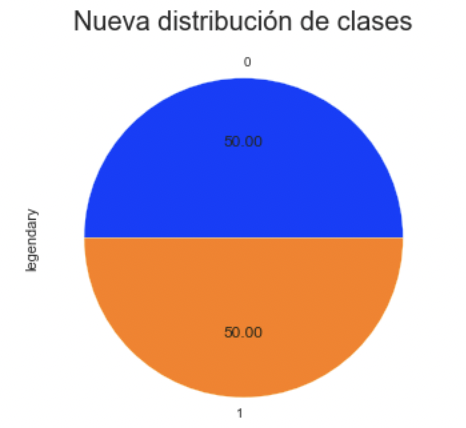 Nueva distribución de clases
0
50.00
legendary
50.00
1